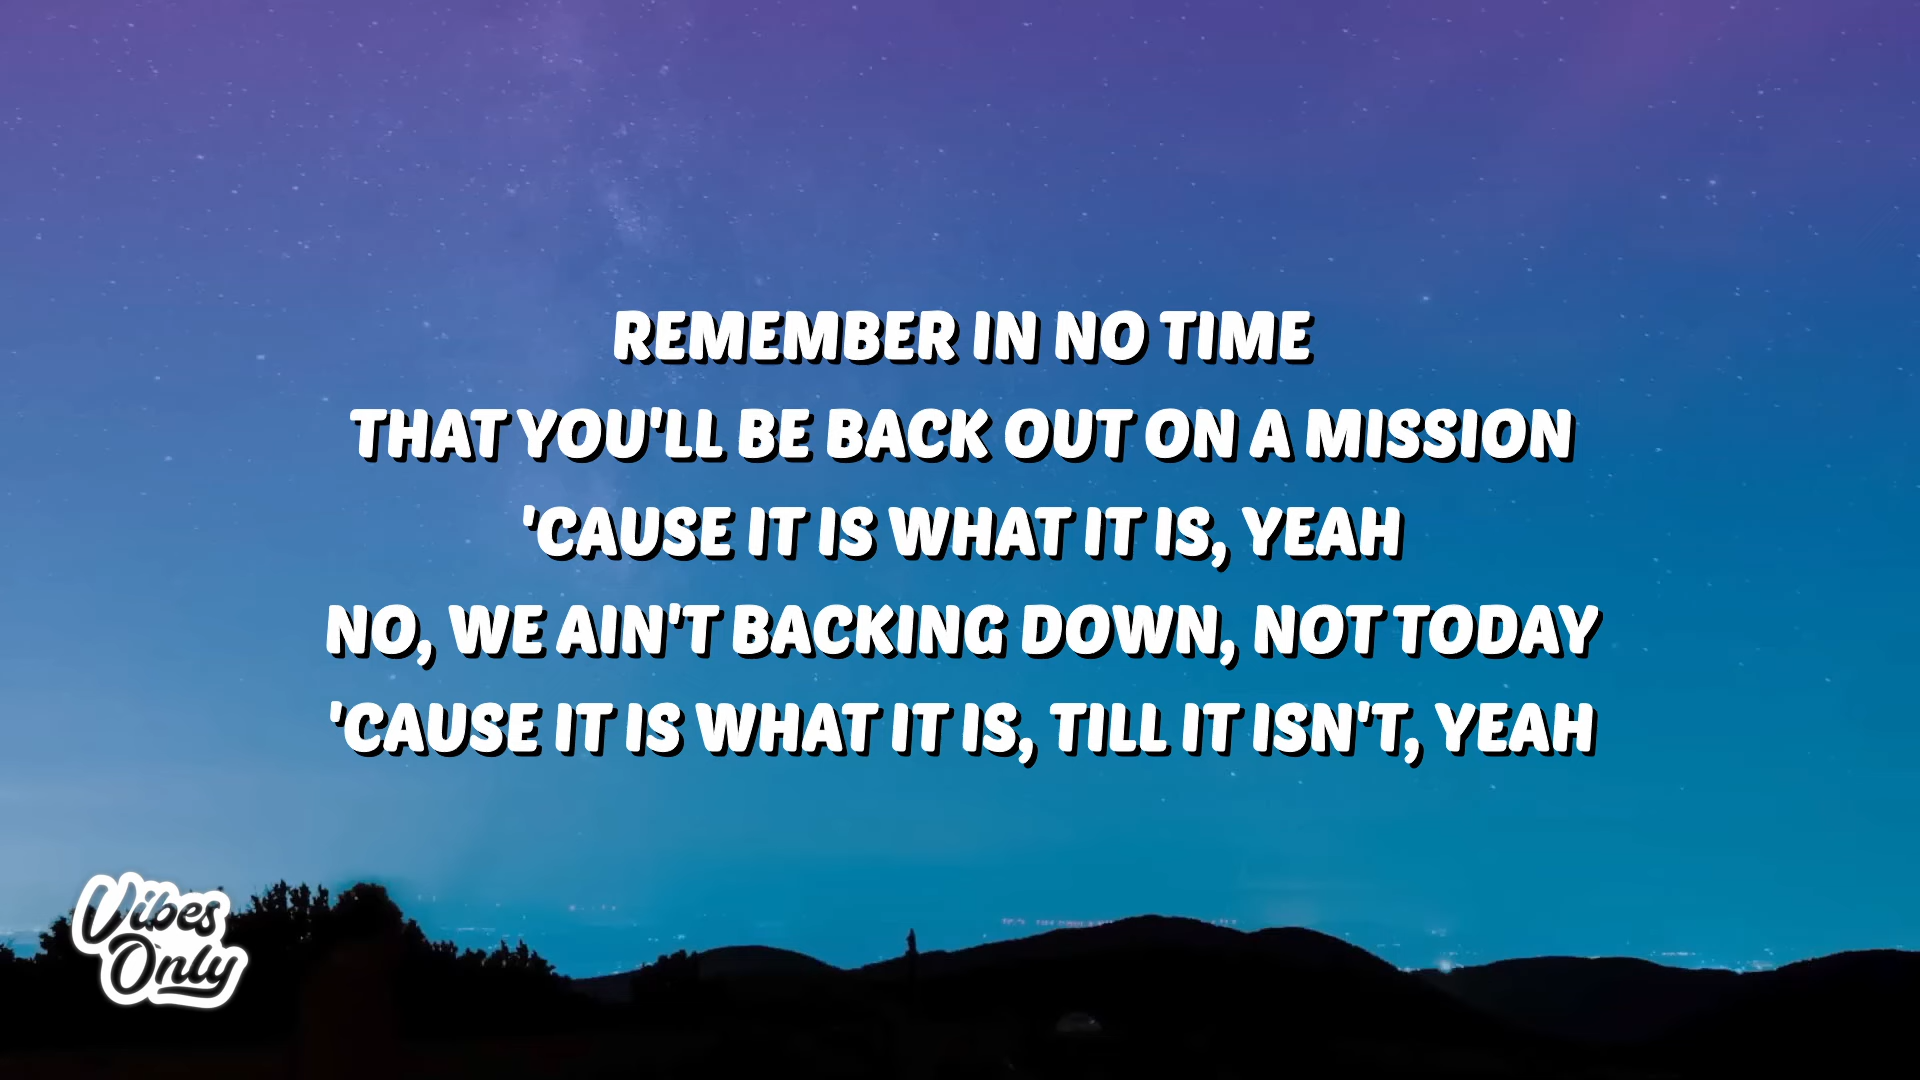 REMEMBER IN NO TIME
THAT YOU'LL BE BACK OUT ON A MISSION
'CAUSE IT IS WHAT IT IS, YEAH
NO, WE AIN'T BACKING DOWN, NOT TODAY
'CAUSE IT IS WHAT IT IS, TILL IT ISN'T, YEAH
Vibes
Only